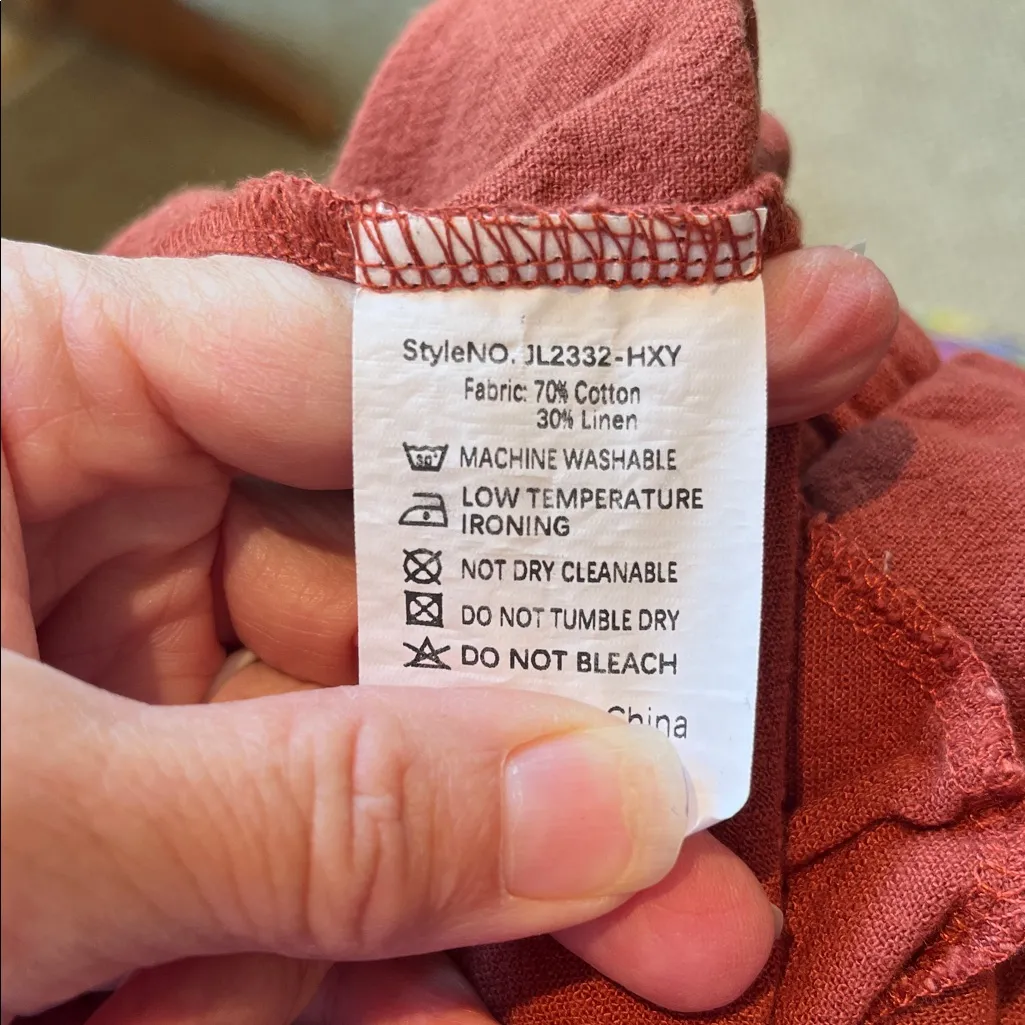 StyleNO. JL2332-HXY
Fabric: 70% Cotton
30% Linen
30° MACHINE WASHABLE
LOW TEMPERATURE
IRONING
NOT DRY CLEANABLE
DO NOT TUMBLE DRY
DO NOT BLEACH
China